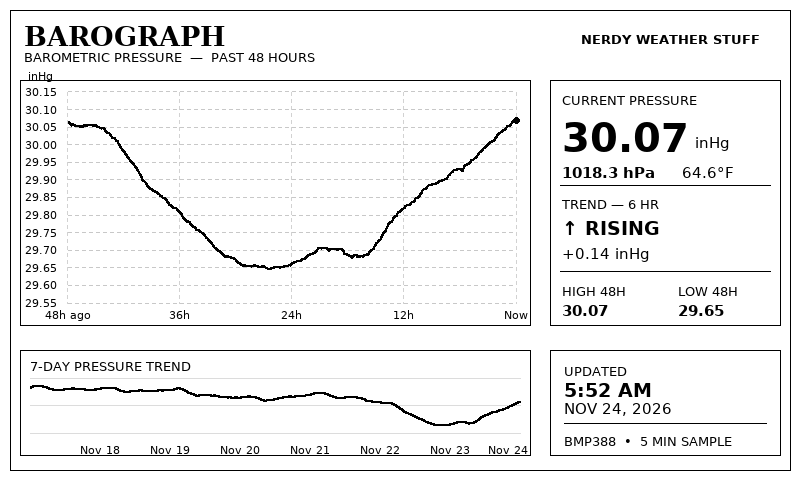 BAROGRAPH
BAROMETRIC PRESSURE — PAST 48 HOURS
NERDY WEATHER STUFF
inHg
30.15
30.10
30.05
30.00
29.95
29.90
29.85
29.80
29.75
29.70
29.65
29.60
29.55
48h ago 36h 24h 12h Now
CURRENT PRESSURE
30.07 inHg
1018.3 hPa 64.6°F
TREND — 6 HR
↑ RISING
+0.14 inHg
HIGH 48H LOW 48H
30.07 29.65
7-DAY PRESSURE TREND
Nov 18 Nov 19 Nov 20 Nov 21 Nov 22 Nov 23 Nov 24
UPDATED
5:52 AM
NOV 24, 2026
BMP388 • 5 MIN SAMPLE